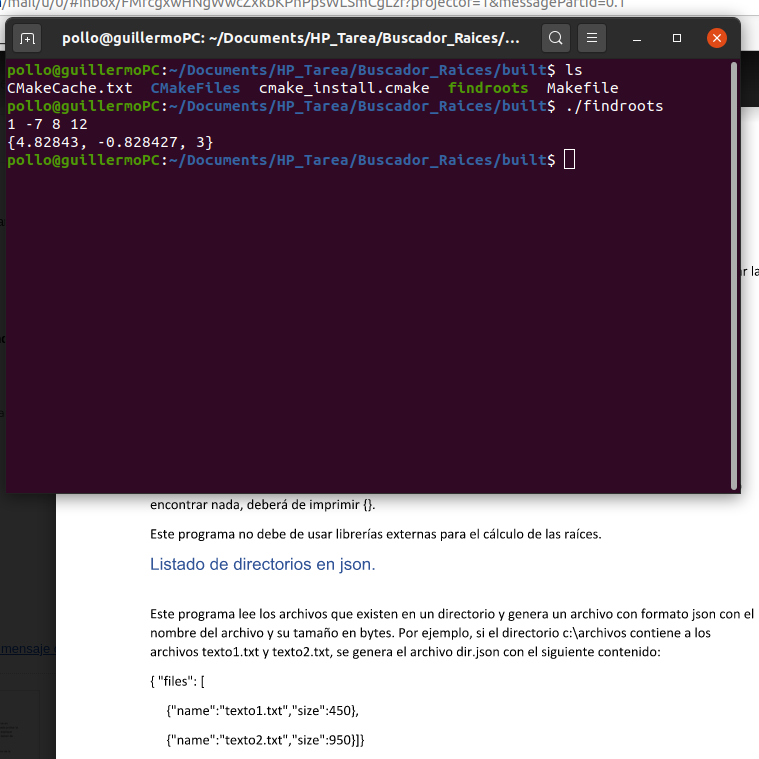 /mail/u/0/#inbox/FMfcgxwHNgWwcZxkbKPnPpsWLSmCgLzf?projector=1&messagePartId=0.1
pollo@guillermoPC: ~/Documents/HP_Tarea/Buscador_Raices/...
pollo@guillermoPC:~/Documents/HP_Tarea/Buscador_Raices/built$ ls
CMakeCache.txt CMakeFiles cmake_install.cmake findroots Makefile
pollo@guillermoPC:~/Documents/HP_Tarea/Buscador_Raices/built$ ./findroots
1 -7 8 12
{4.82843, -0.828427, 3}
pollo@guillermoPC:~/Documents/HP_Tarea/Buscador_Raices/built$
encontrar nada, deberá de imprimir {}.
Este programa no debe de usar librerías externas para el cálculo de las raíces.
Listado de directorios en json.
Este programa lee los archivos que existen en un directorio y genera un archivo con formato json con el
nombre del archivo y su tamaño en bytes. Por ejemplo, si el directorio c:\archivos contiene a los
archivos texto1.txt y texto2.txt, se genera el archivo dir.json con el siguiente contenido:
mensaje
{ "files": [
{"name":"texto1.txt","size":450},
{"name":"texto2.txt","size":950}]}